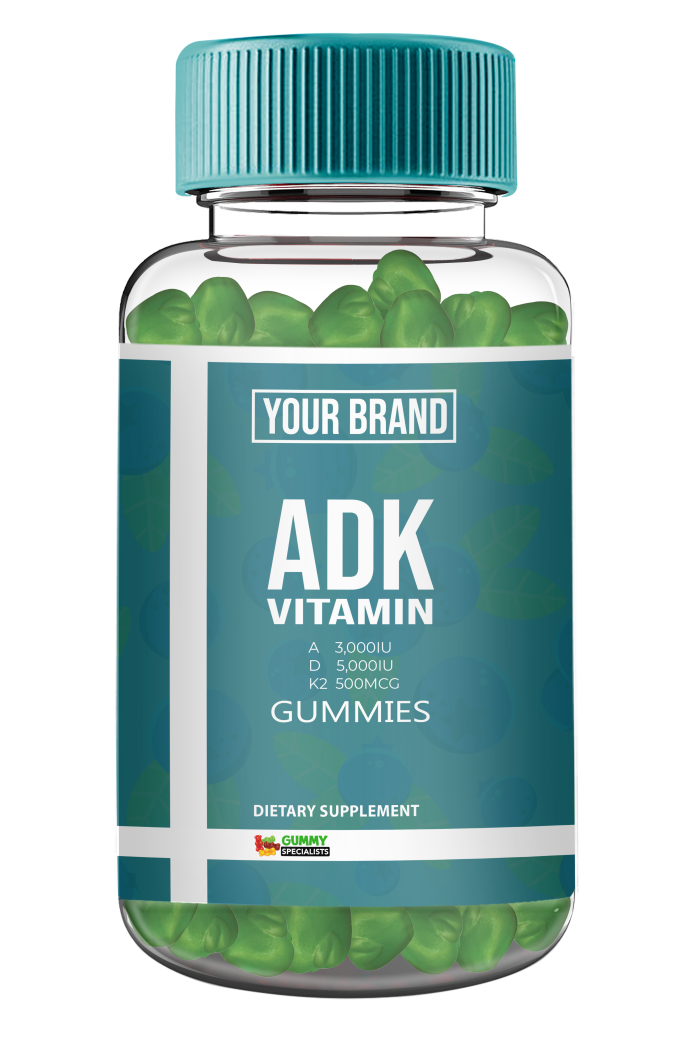 YOUR BRAND
ADK
VITAMIN
A 3,000IU
D 5,000IU
K2 500MCG
GUMMIES
DIETARY SUPPLEMENT
GUMMY
SPECIALISTS